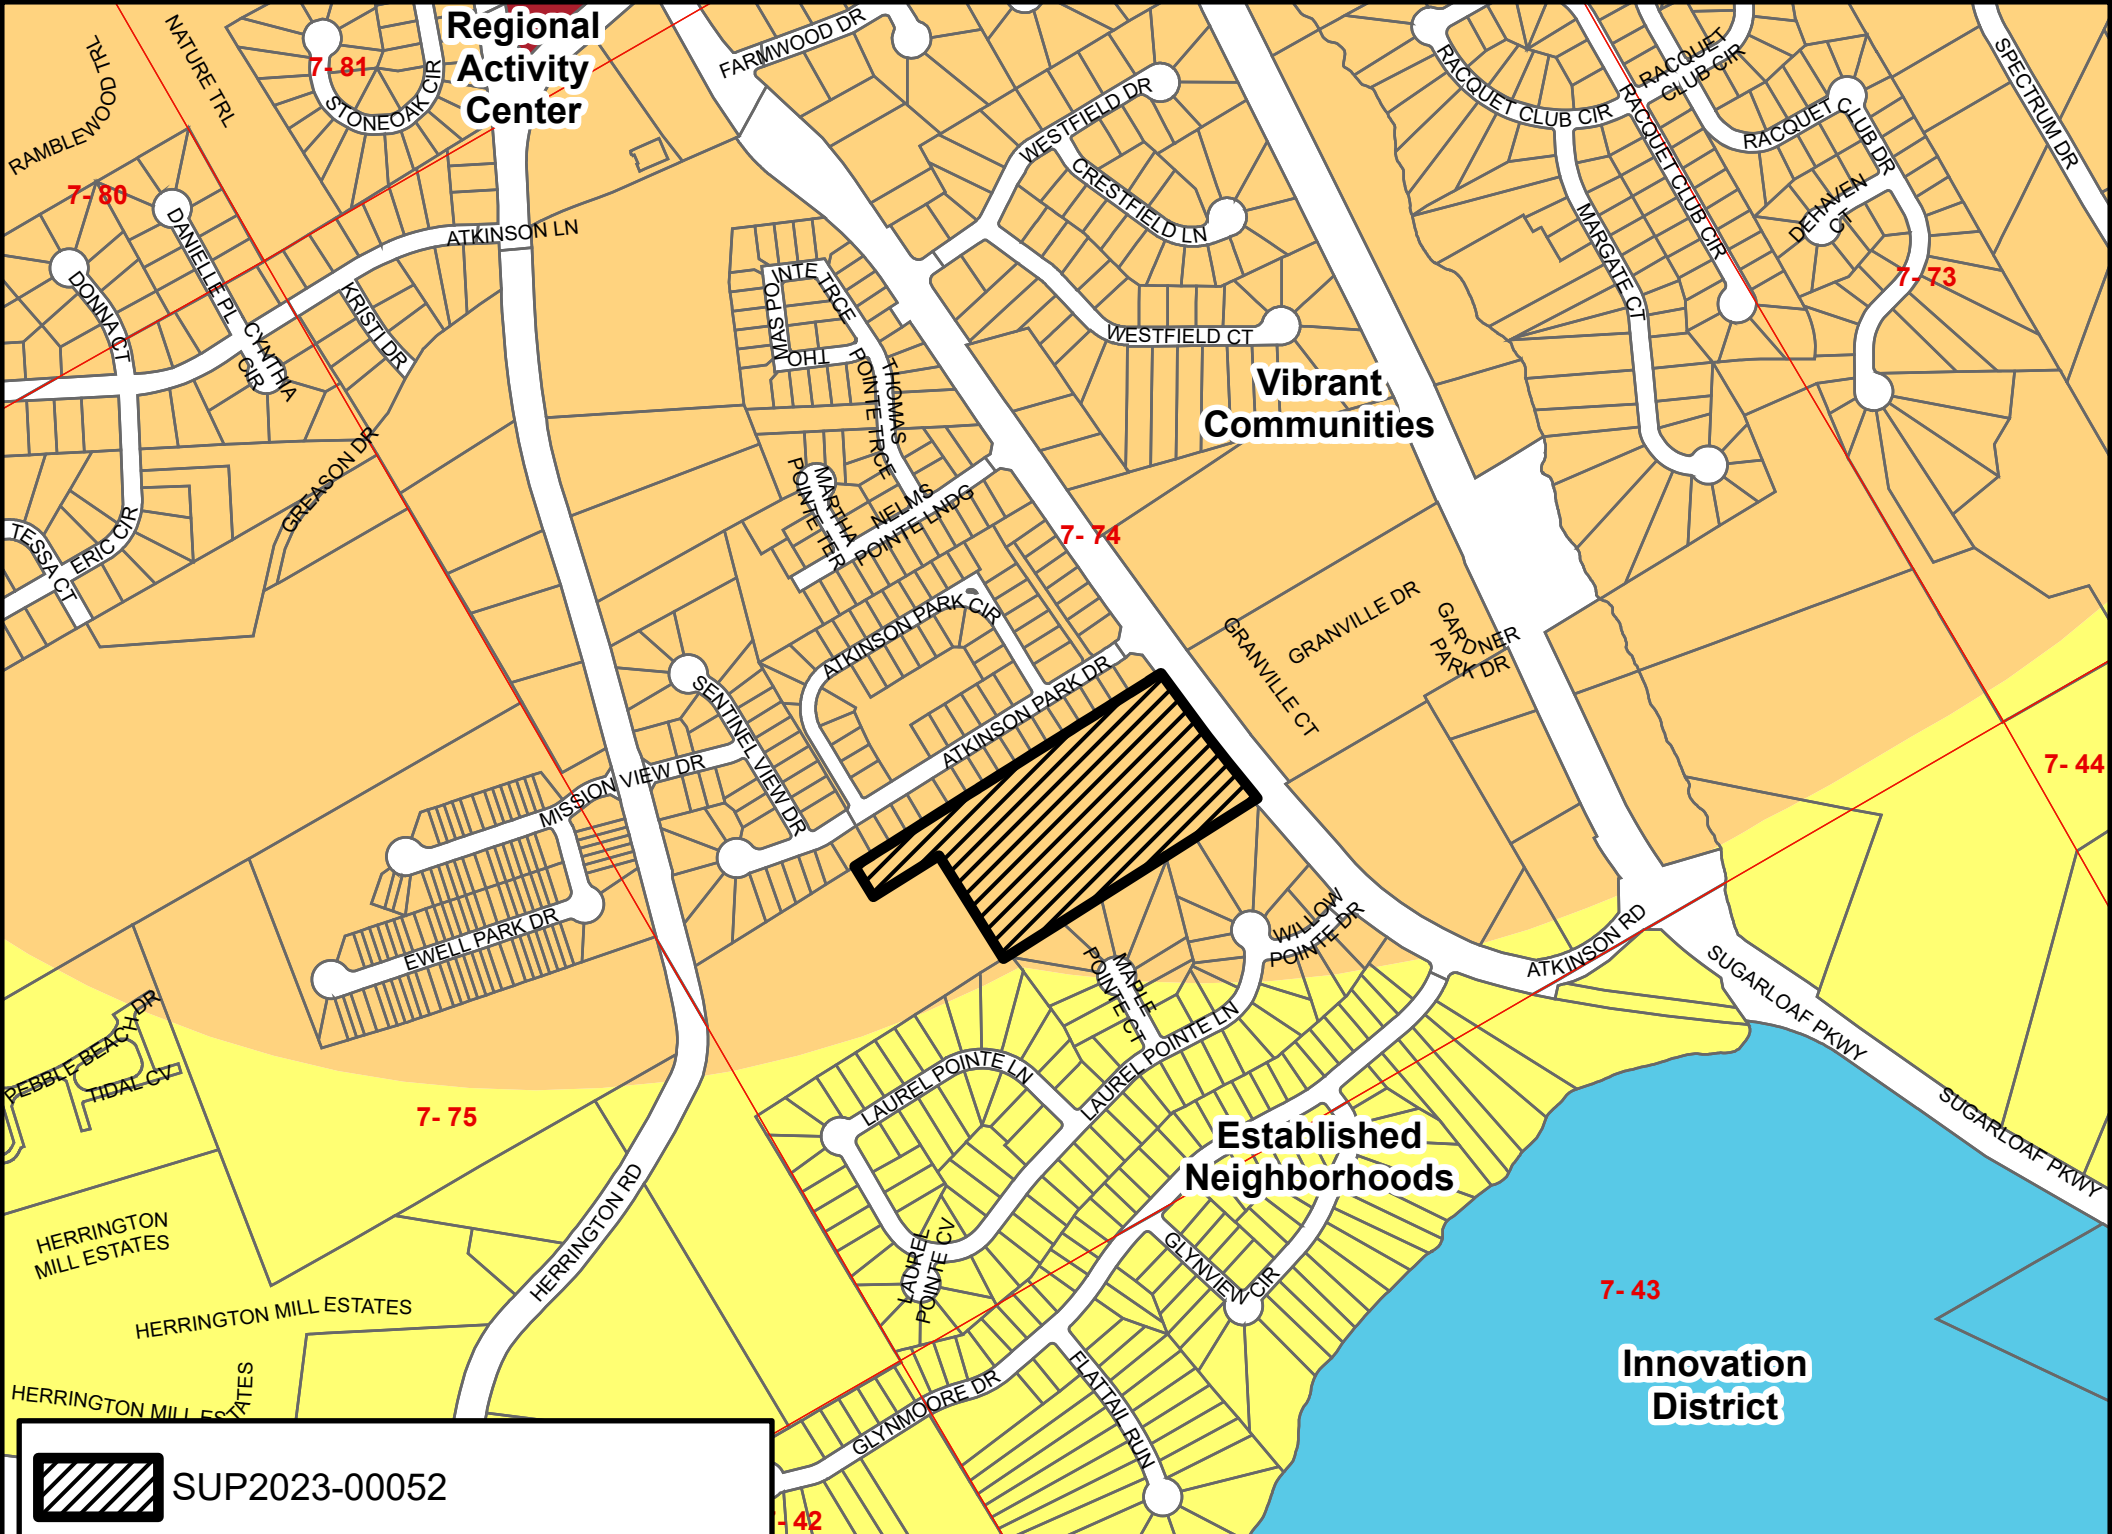 Regional
Activity
Center
FARMWOOD DR
NATURE TRL
7- 81
STONEOAK CIR
RAMBLEWOOD TRL
7- 80
RACQUET CLUB CIR
RACQUET
CLUB CIR
RACQUET CLUB CIR
RACQUET CLUB DR
SPECTRUM DR
WESTFIELD DR
CRESTFIELD LN
DEHAVEN
CT
MARGATE CT
7- 73
DANIELLE PL
ATKINSON LN
DONNA CT
KRISTI DR
CYNTHIA
CIR
THOMAS POINTE TRCE
THOMAS
POINTE TRCE
WESTFIELD CT
Vibrant
Communities
GREASON DR
MARTHA
POINTE TER
NELMS
POINTE LNDG
7- 74
TESSA CT
ERIC CIR
ATKINSON PARK CIR
GRANVILLE CT
GRANVILLE DR
GARDNER
PARK DR
ATKINSON PARK DR
SENTINEL VIEW DR
MISSION VIEW DR
7- 44
EWELL PARK DR
WILLOW
POINTE DR
MAPLE
POINTE CT
ATKINSON RD
SUGARLOAF PKWY
PEBBLE BEACH DR
TIDAL CV
LAUREL POINTE LN
LAUREL POINTE LN
7- 75
SUGARLOAF PKWY
Established
Neighborhoods
HERRINGTON RD
HERRINGTON
MILL ESTATES
LAUREL
POINTE CV
GLYNVIEW CIR
7- 43
HERRINGTON MILL ESTATES
Innovation
District
HERRINGTON MILL ESTATES
GLYNMOORE DR
FLATTAIL RUN
SUP2023-00052
- 42